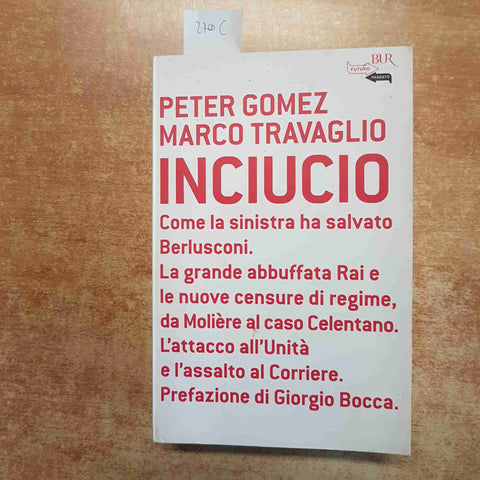 BUR
FUTURO
PASSATO
PETER GOMEZ
MARCO TRAVAGLIO
INCIUCIO
Come la sinistra ha salvato
Berlusconi.
La grande abbuffata Rai e
le nuove censure di regime,
da Molière al caso Celentano.
L'attacco all'Unità
e l'assalto al Corriere.
Prefazione di Giorgio Bocca.